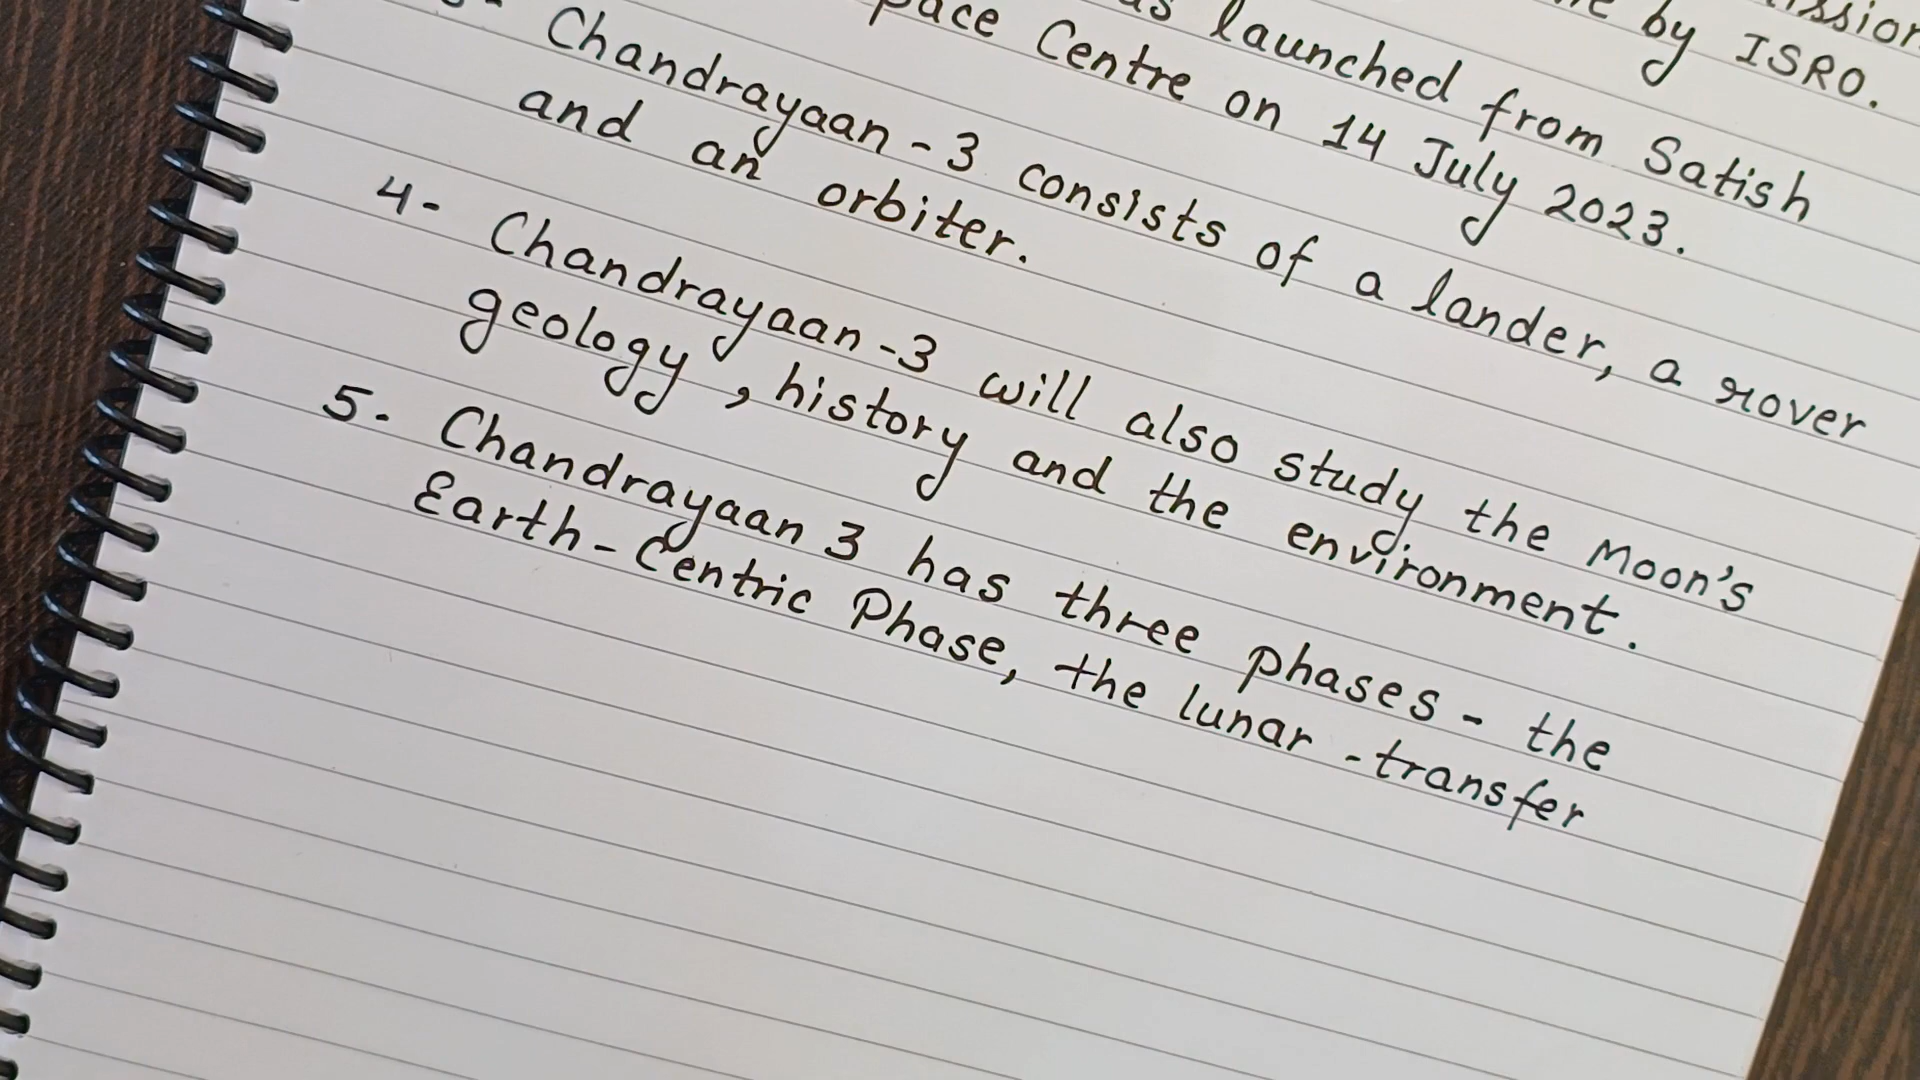 by ISRO.
launched from Satish
Centre on 14 July 2023.
Chandrayaan-3 consists of a lander, a rover
and an orbiter.
4- Chandrayaan-3 will also study the Moon's
geology, history and the environment.
5- Chandrayaan 3 has three phases - the
Earth-Centric Phase, the lunar-transfer